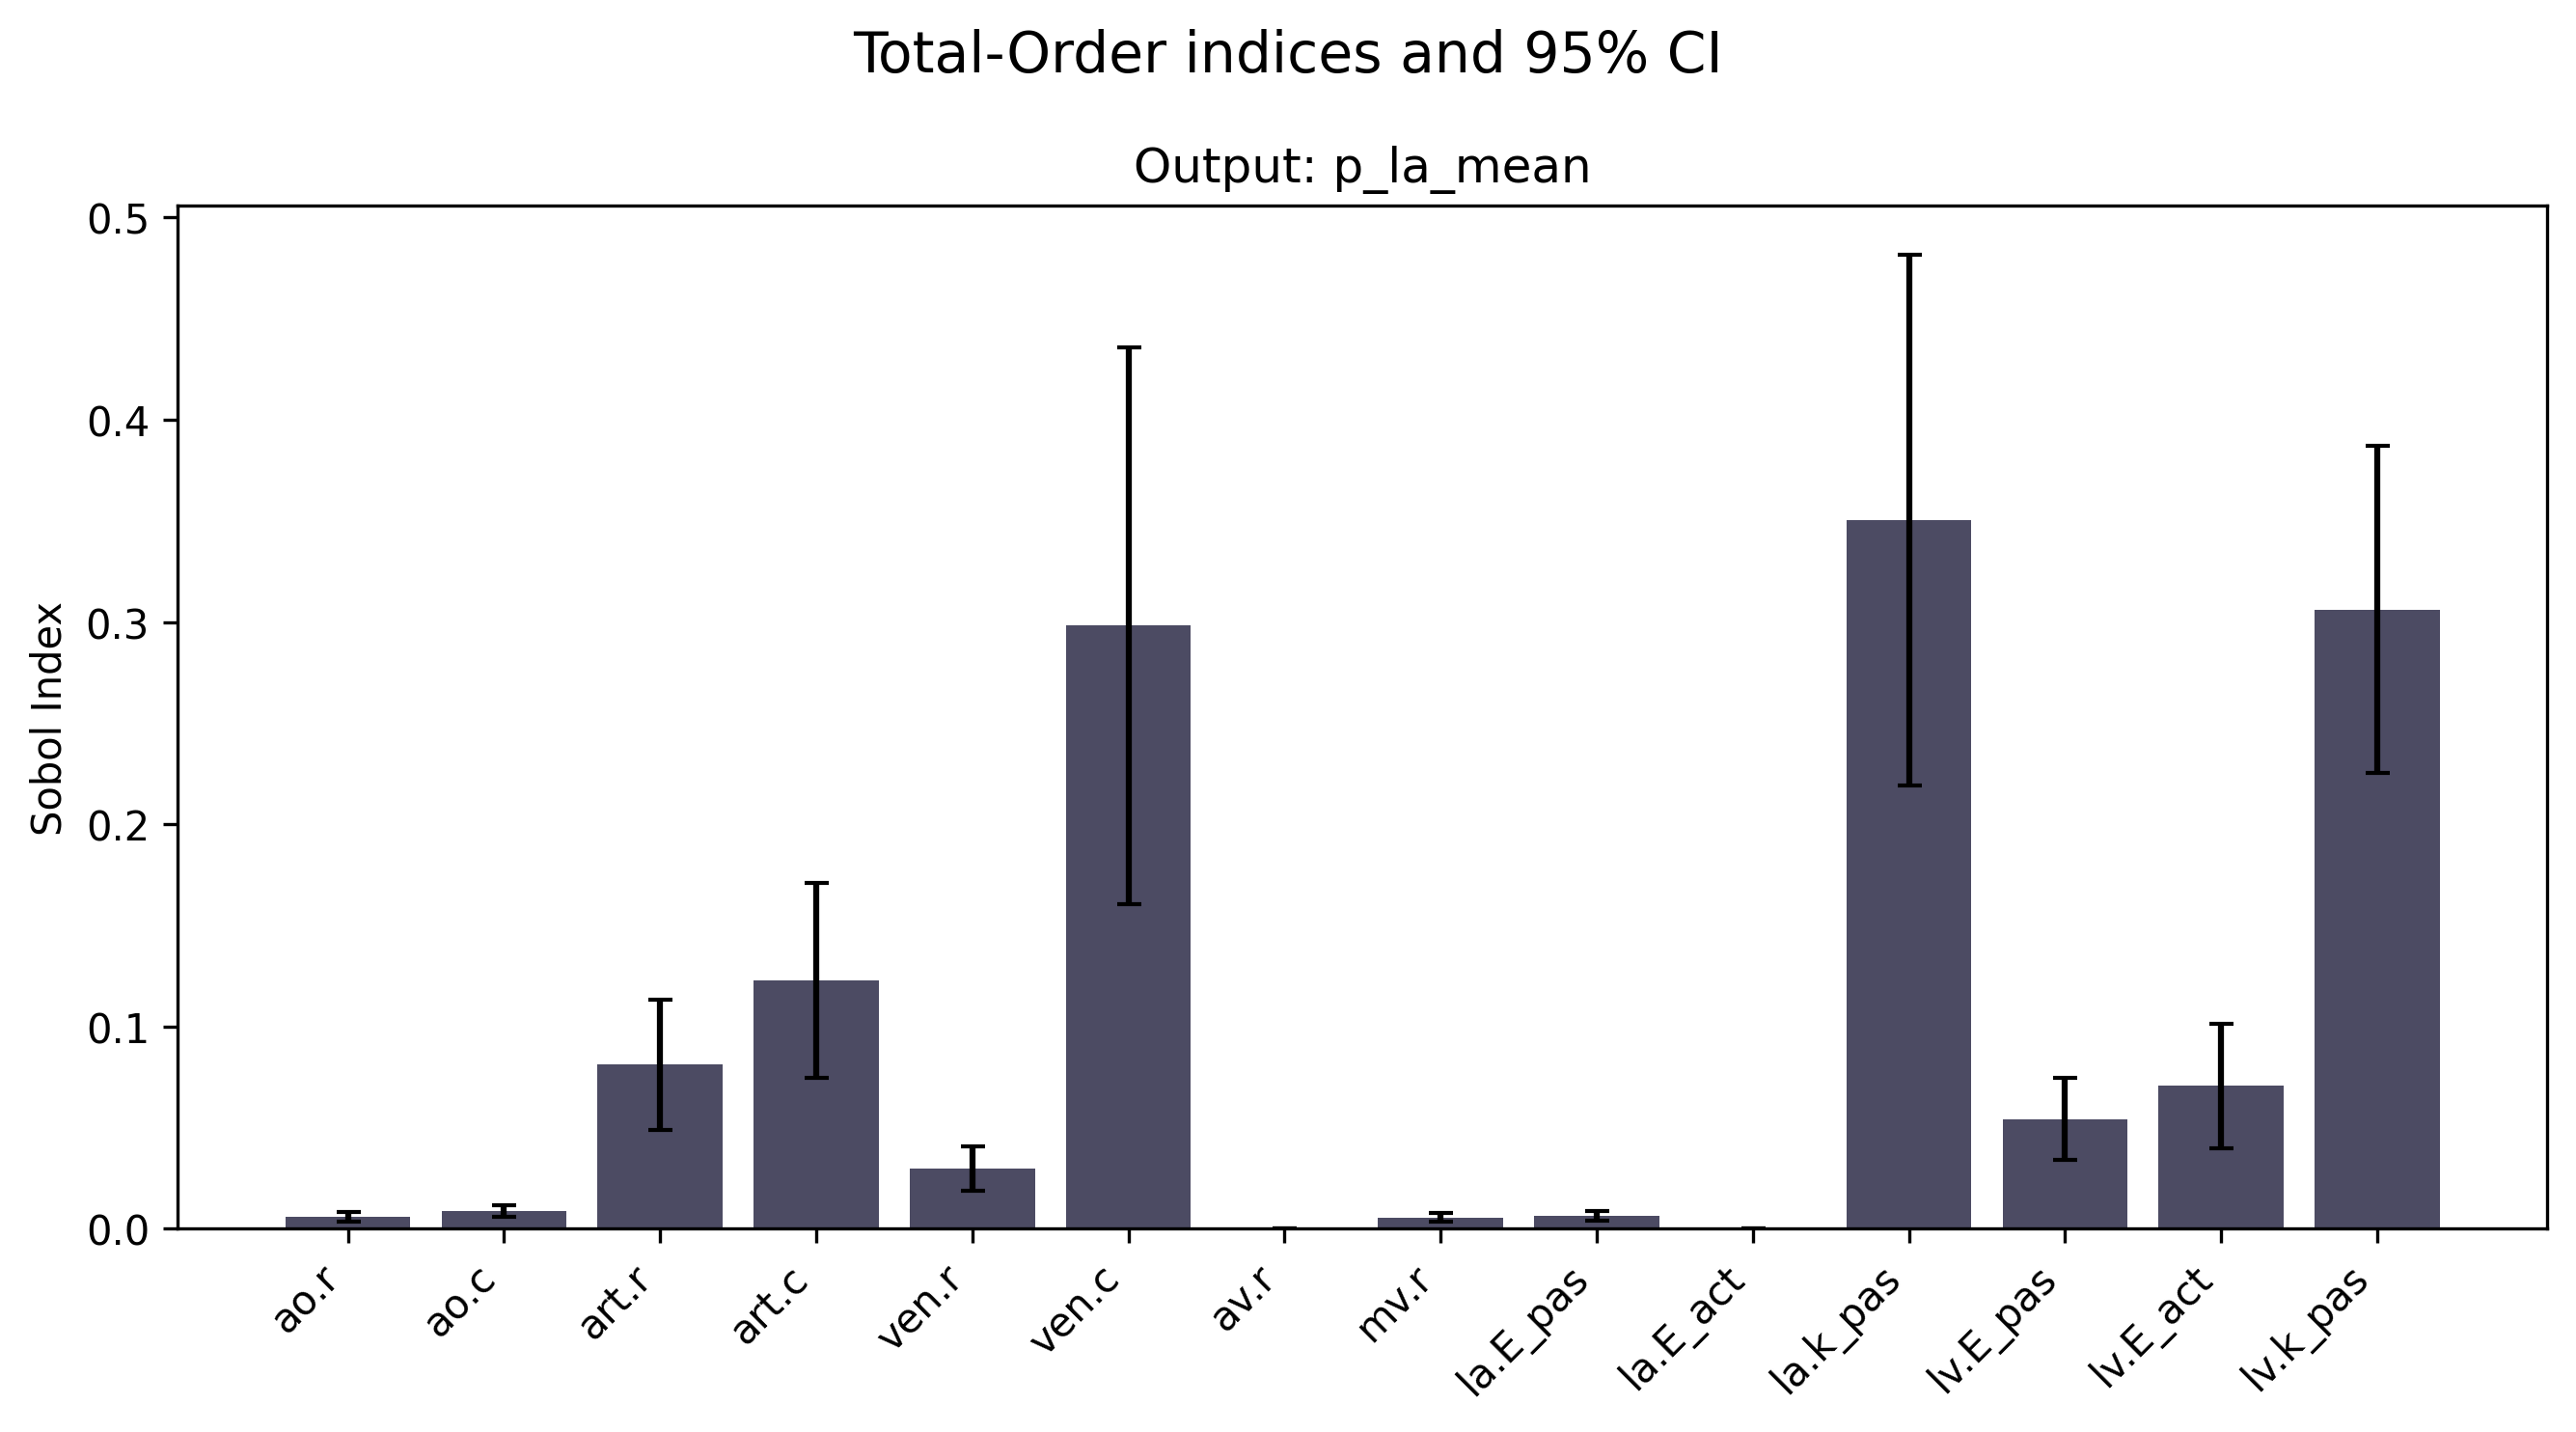 Total-Order indices and 95% CI
Output: p_la_mean
Sobol Index
0.5
0.4
0.3
0.2
0.1
0.0
ao.r
ao.c
art.r
art.c
ven.r
ven.c
av.r
mv.r
la.E_pas
la.E_act
la.k_pas
lv.E_pas
lv.E_act
lv.k_pas